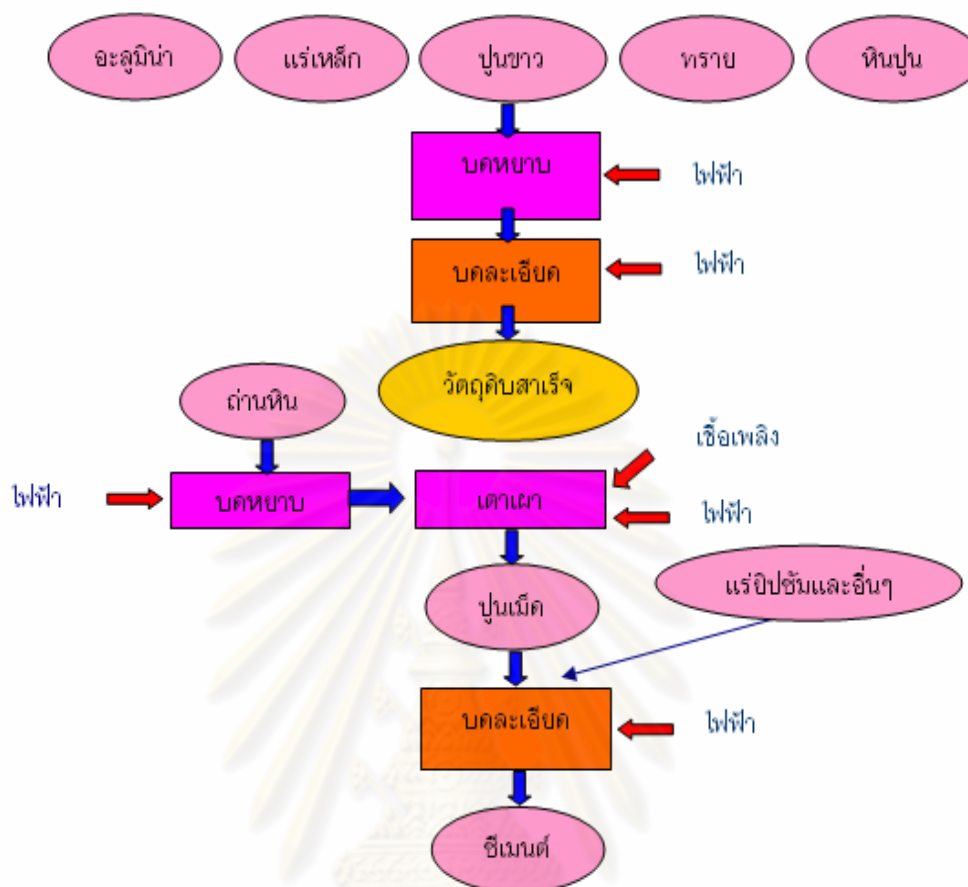 อะลูมิน่า
แร่เหล็ก
ปูนขาว
ทราย
หินปูน
บดหยาบ
ไฟฟ้า
บดละเอียด
ไฟฟ้า
วัตถุดิบสาเร็จ
ถ่านหิน
เชื้อเพลิง
ไฟฟ้า
บดหยาบ
เตาเผา
ไฟฟ้า
แร่ยิปซัมและอื่นๆ
ปูนเม็ด
บดละเอียด
ไฟฟ้า
ซีเมนต์